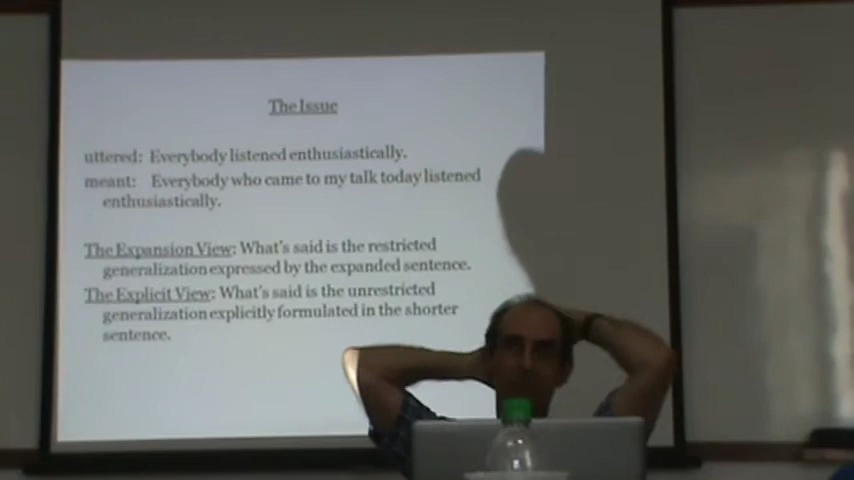 The Issue
uttered: Everybody listened enthusiastically.
meant: Everybody who came to my talk today listened
enthusiastically.
The Expansion View: What's said is the restricted
generalization expressed by the expanded sentence.
The Explicit View: What's said is the unrestricted
generalization explicitly formulated in the shorter
sentence.